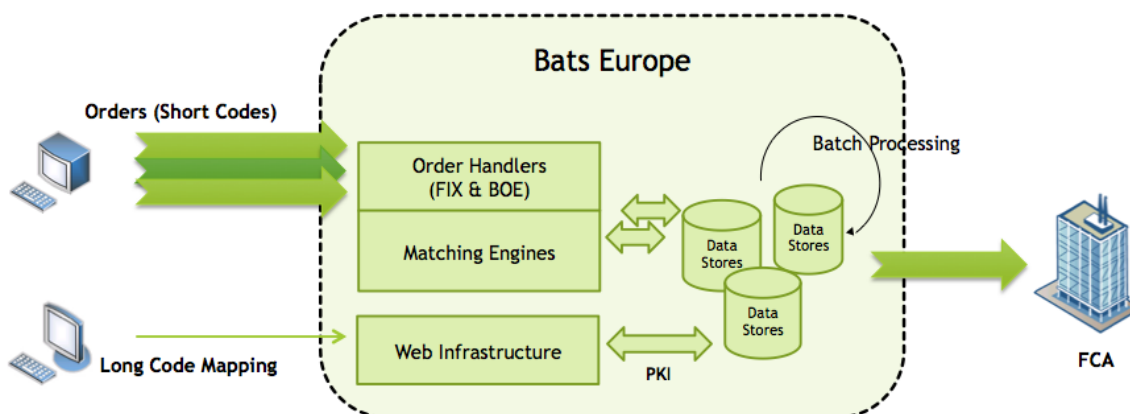 Bats Europe
Orders (Short Codes)
Order Handlers
(FIX & BOE)
Matching Engines
Batch Processing
Data
Stores
Data
Stores
Data
Stores
Long Code Mapping
Web Infrastructure
PKI
FCA